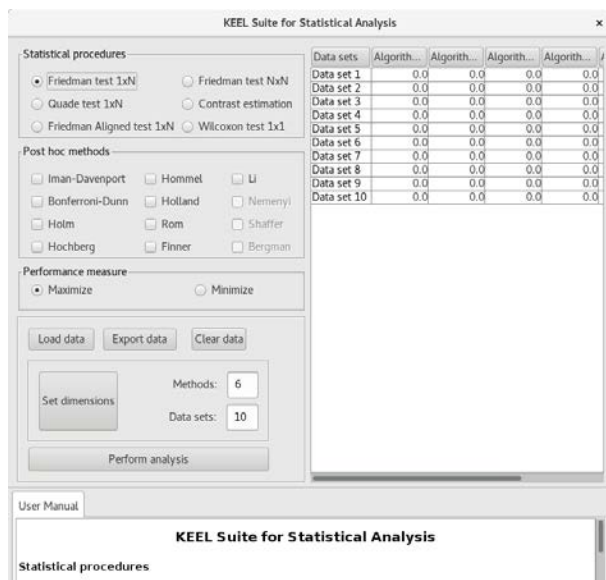 KEEL Suite for Statistical Analysis ×
Statistical procedures
Friedman test 1xN Friedman test NxN
Quade test 1xN Contrast estimation
Friedman Aligned test 1xN Wilcoxon test 1x1
Post hoc methods
Iman-Davenport Hommel Li
Bonferroni-Dunn Holland Nemenyi
Holm Rom Shaffer
Hochberg Finner Bergman
Performance measure
Maximize Minimize
Load data Export data Clear data
Set dimensions
Methods: 6
Data sets: 10
Perform analysis
Data sets Algorith... Algorith... Algorith... Algorith... A
Data set 1 0.0 0.0 0.0 0.0
Data set 2 0.0 0.0 0.0 0.0
Data set 3 0.0 0.0 0.0 0.0
Data set 4 0.0 0.0 0.0 0.0
Data set 5 0.0 0.0 0.0 0.0
Data set 6 0.0 0.0 0.0 0.0
Data set 7 0.0 0.0 0.0 0.0
Data set 8 0.0 0.0 0.0 0.0
Data set 9 0.0 0.0 0.0 0.0
Data set 10 0.0 0.0 0.0 0.0
User Manual
KEEL Suite for Statistical Analysis
Statistical procedures